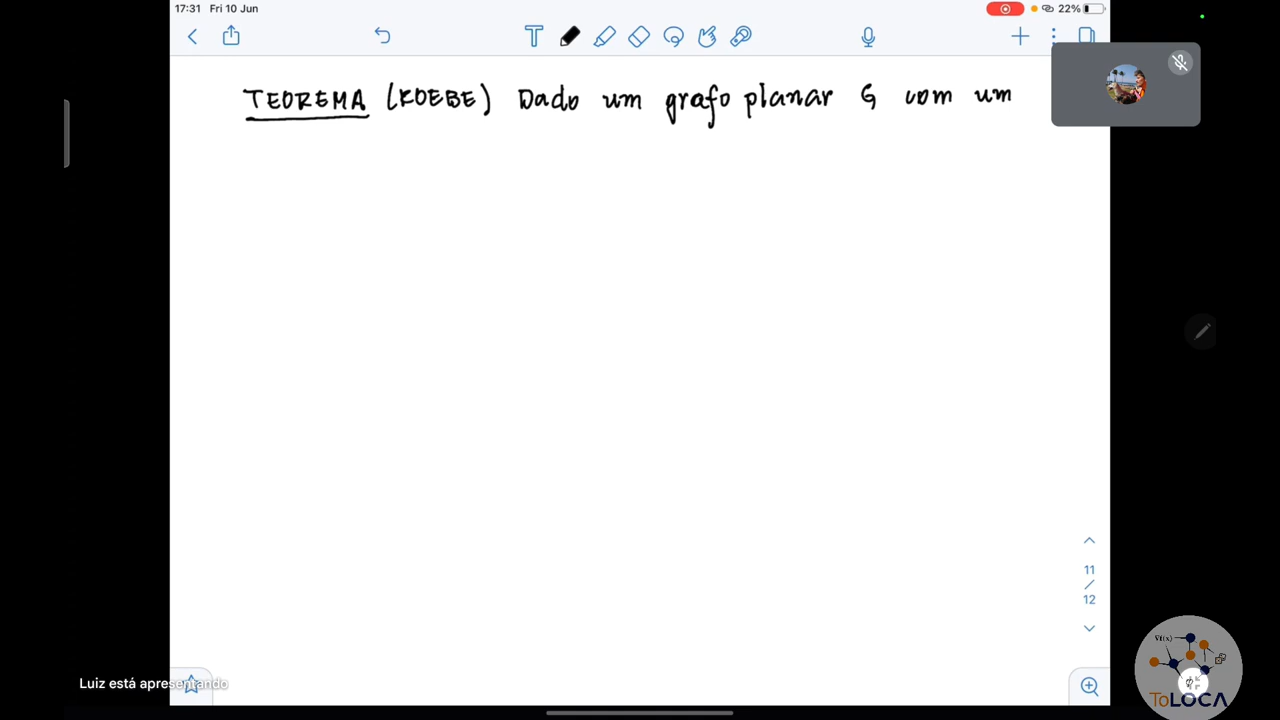 17:31 Fri 10 Jun
22%
TEOREMA (KOEBE) Dado um grafo planar G com um
11
/
12
Luiz está apresentando
∇f(x)
ToLOCA